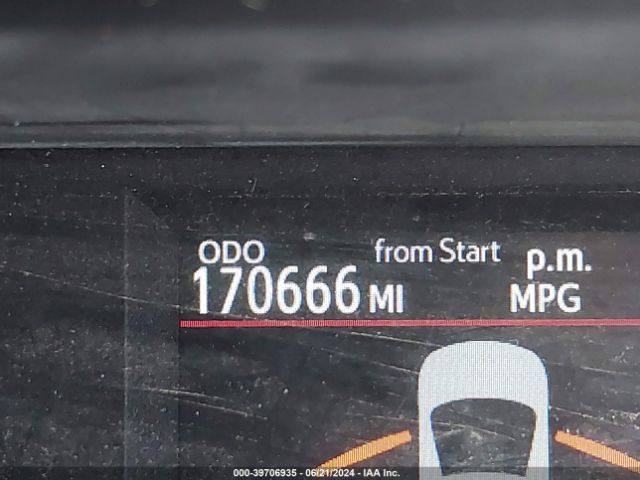 ODO from Start p.m.
170666 MI MPG
000-39706935 - 06/21/2024 - IAA Inc.